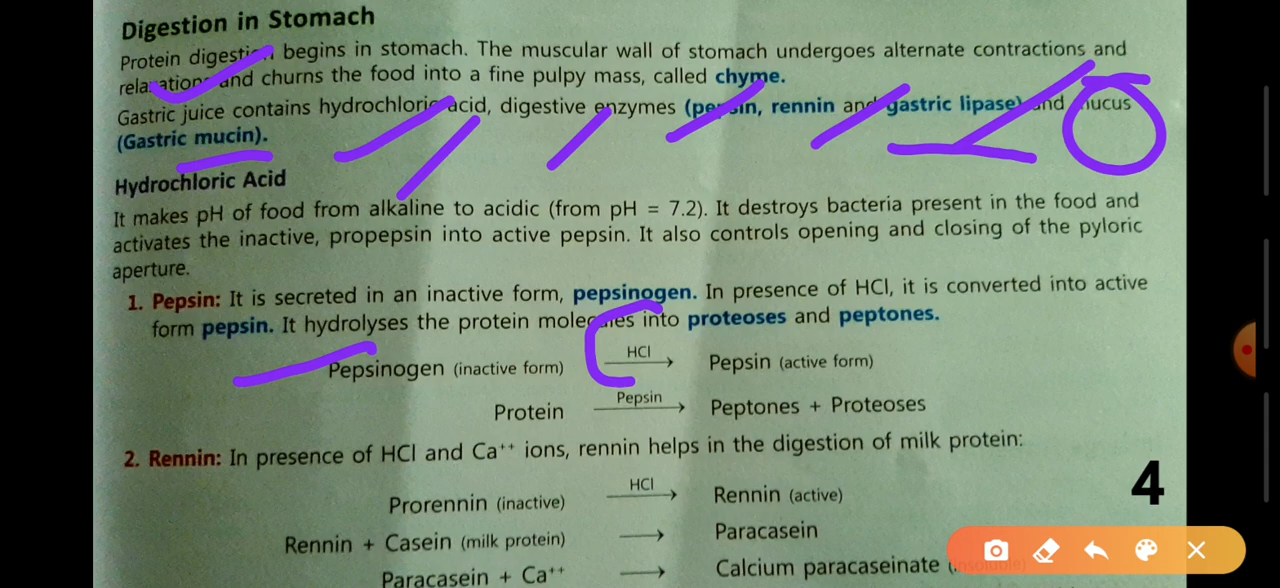 Digestion in Stomach
Protein digestion begins in stomach. The muscular wall of stomach undergoes alternate contractions and
relaxations and churns the food into a fine pulpy mass, called chyme.
Gastric juice contains hydrochloric acid, digestive enzymes (pepsin, rennin and gastric lipase) and mucus
(Gastric mucin).
Hydrochloric Acid
It makes pH of food from alkaline to acidic (from pH = 7.2). It destroys bacteria present in the food and
activates the inactive, propepsin into active pepsin. It also controls opening and closing of the pyloric
aperture.
1. Pepsin: It is secreted in an inactive form, pepsinogen. In presence of HCl, it is converted into active
form pepsin. It hydrolyses the protein molecules into proteoses and peptones.
Pepsinogen (inactive form) HCl → Pepsin (active form)
Protein Pepsin → Peptones + Proteoses
2. Rennin: In presence of HCl and Ca⁺⁺ ions, rennin helps in the digestion of milk protein:
Prorennin (inactive) HCl → Rennin (active)
4
Rennin + Casein (milk protein) → Paracasein
Paracasein + Ca⁺⁺ → Calcium paracaseinate (insoluble)